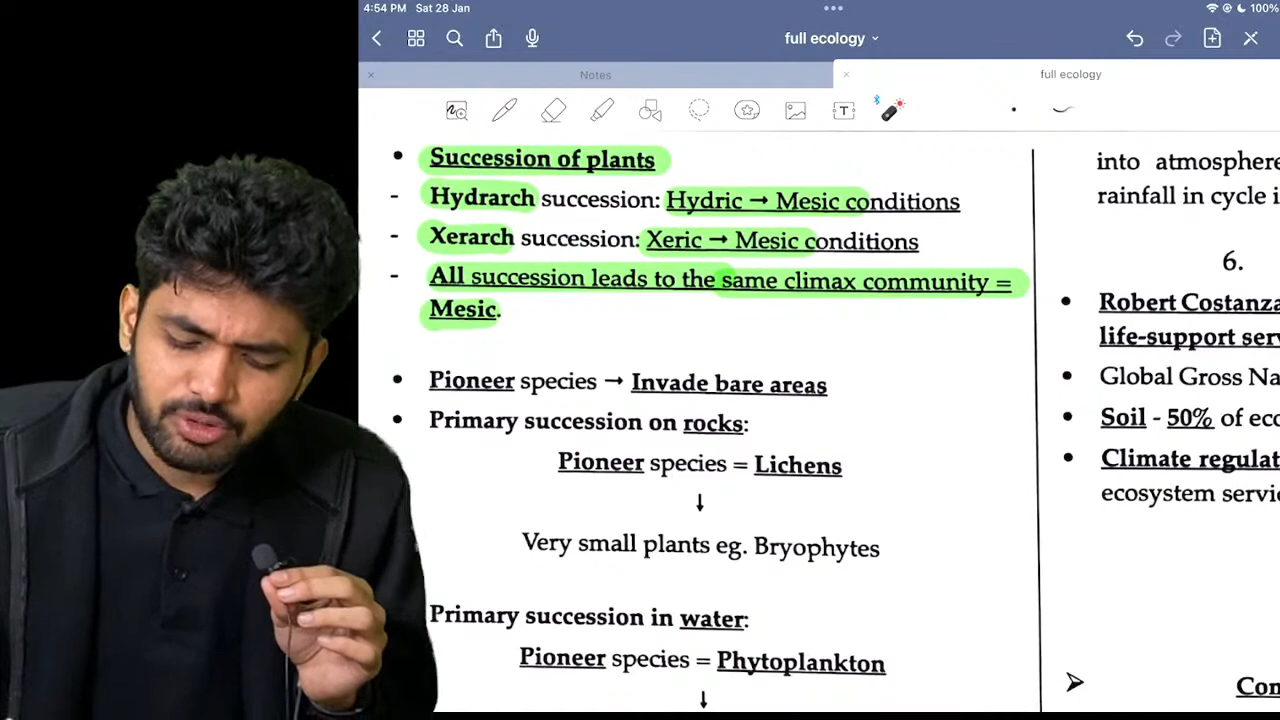 4:54 PM Sat 28 Jan
100%
full ecology
Notes
full ecology
T
• Succession of plants
- Hydrarch succession: Hydric → Mesic conditions
- Xerarch succession: Xeric → Mesic conditions
- All succession leads to the same climax community =
Mesic.
• Pioneer species → Invade bare areas
• Primary succession on rocks:
Pioneer species = Lichens
↓
Very small plants eg. Bryophytes
Primary succession in water:
Pioneer species = Phytoplankton
↓
into atmosphere
rainfall in cycle i
6.
• Robert Costanza
life-support serv
• Global Gross Na
• Soil - 50% of eco
• Climate regulat
ecosystem servic
➢ Con